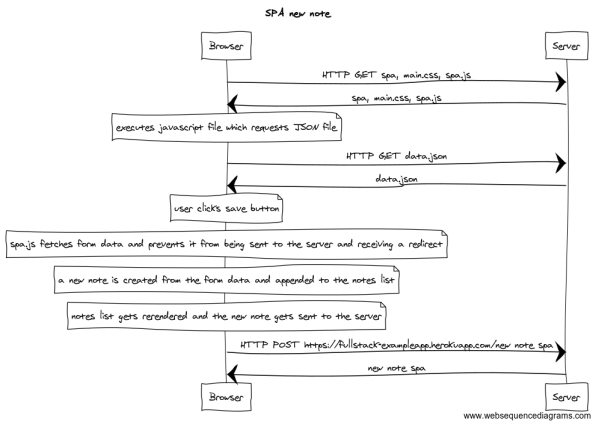 SPA new note
Browser
Server
HTTP GET spa, main.css, spa.js
spa, main.css, spa.js
executes javascript file which requests JSON file
HTTP GET data.json
data.json
user click's save button
spa.js fetches form data and prevents it from being sent to the server and receiving a redirect
a new note is created from the form data and appended to the notes list
notes list gets rerendered and the new note gets sent to the server
HTTP POST https://fullstack-exampleapp.herokuapp.com/new note spa
new note spa
Browser
Server
www.websequencediagrams.com